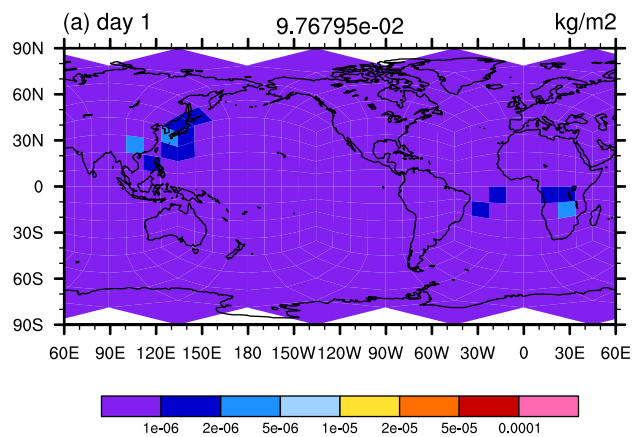 (a) day 1 9.76795e-02 kg/m2
90N
60N
30N
0
30S
60S
90S
60E 90E 120E 150E 180 150W 120W 90W 60W 30W 0 30E 60E
1e-06 2e-06 5e-06 1e-05 2e-05 5e-05 0.0001